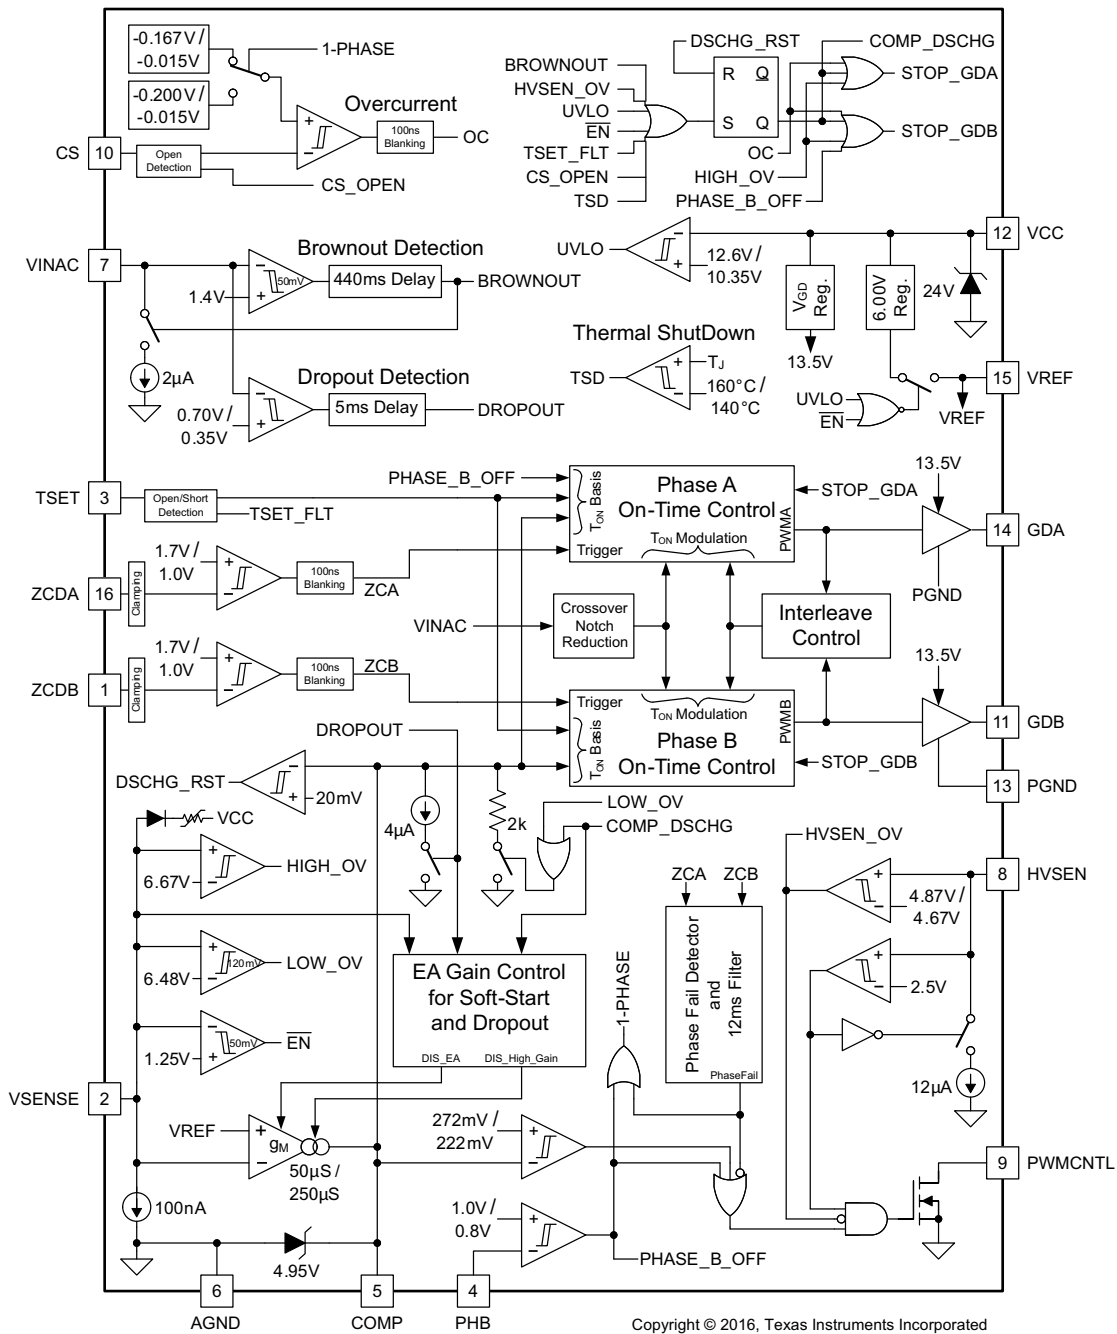 -0.167V /
-0.015V
1-PHASE
-0.200V /
-0.015V
Overcurrent
100ns
Blanking
OC
CS
10
Open
Detection
CS_OPEN
BROWNOUT
HVSEN_OV
UVLO
EN
TSET_FLT
CS_OPEN
TSD
DSCHG_RST
R
Q
S
Q
COMP_DSCHG
STOP_GDA
STOP_GDB
OC
HIGH_OV
PHASE_B_OFF
VINAC
7
Brownout Detection
50mV
1.4V
440ms Delay
BROWNOUT
2µA
Dropout Detection
0.70V /
0.35V
5ms Delay
DROPOUT
UVLO
12.6V /
10.35V
VGD
Reg.
13.5V
6.00V
Reg.
24V
12
VCC
Thermal ShutDown
TSD
TJ
160°C /
140°C
UVLO
EN
VREF
15
VREF
TSET
3
Open/Short
Detection
TSET_FLT
PHASE_B_OFF
TON Basis
Phase A
On-Time Control
STOP_GDA
PWMA
Trigger
TON Modulation
13.5V
14
GDA
PGND
1.7V /
1.0V
ZCDA
16
Clamping
100ns
Blanking
ZCA
VINAC
Crossover
Notch
Reduction
Interleave
Control
1.7V /
1.0V
ZCDB
1
Clamping
100ns
Blanking
ZCB
Trigger
TON Modulation
PWMB
TON Basis
Phase B
On-Time Control
STOP_GDB
13.5V
11
GDB
13
PGND
DROPOUT
DSCHG_RST
20mV
VCC
4µA
2k
LOW_OV
COMP_DSCHG
HIGH_OV
6.67V
LOW_OV
120mV
6.48V
EN
50mV
1.25V
EA Gain Control
for Soft-Start
and Dropout
DIS_EA
DIS_High_Gain
ZCA
ZCB
Phase Fail Detector
and
12ms Filter
PhaseFail
1-PHASE
HVSEN_OV
8
HVSEN
4.87V /
4.67V
2.5V
12µA
VSENSE
2
VREF
gM
50µS /
250µS
272mV /
222mV
9
PWMCNTL
100nA
1.0V /
0.8V
4.95V
PHASE_B_OFF
6
5
4
AGND
COMP
PHB
Copyright © 2016, Texas Instruments Incorporated